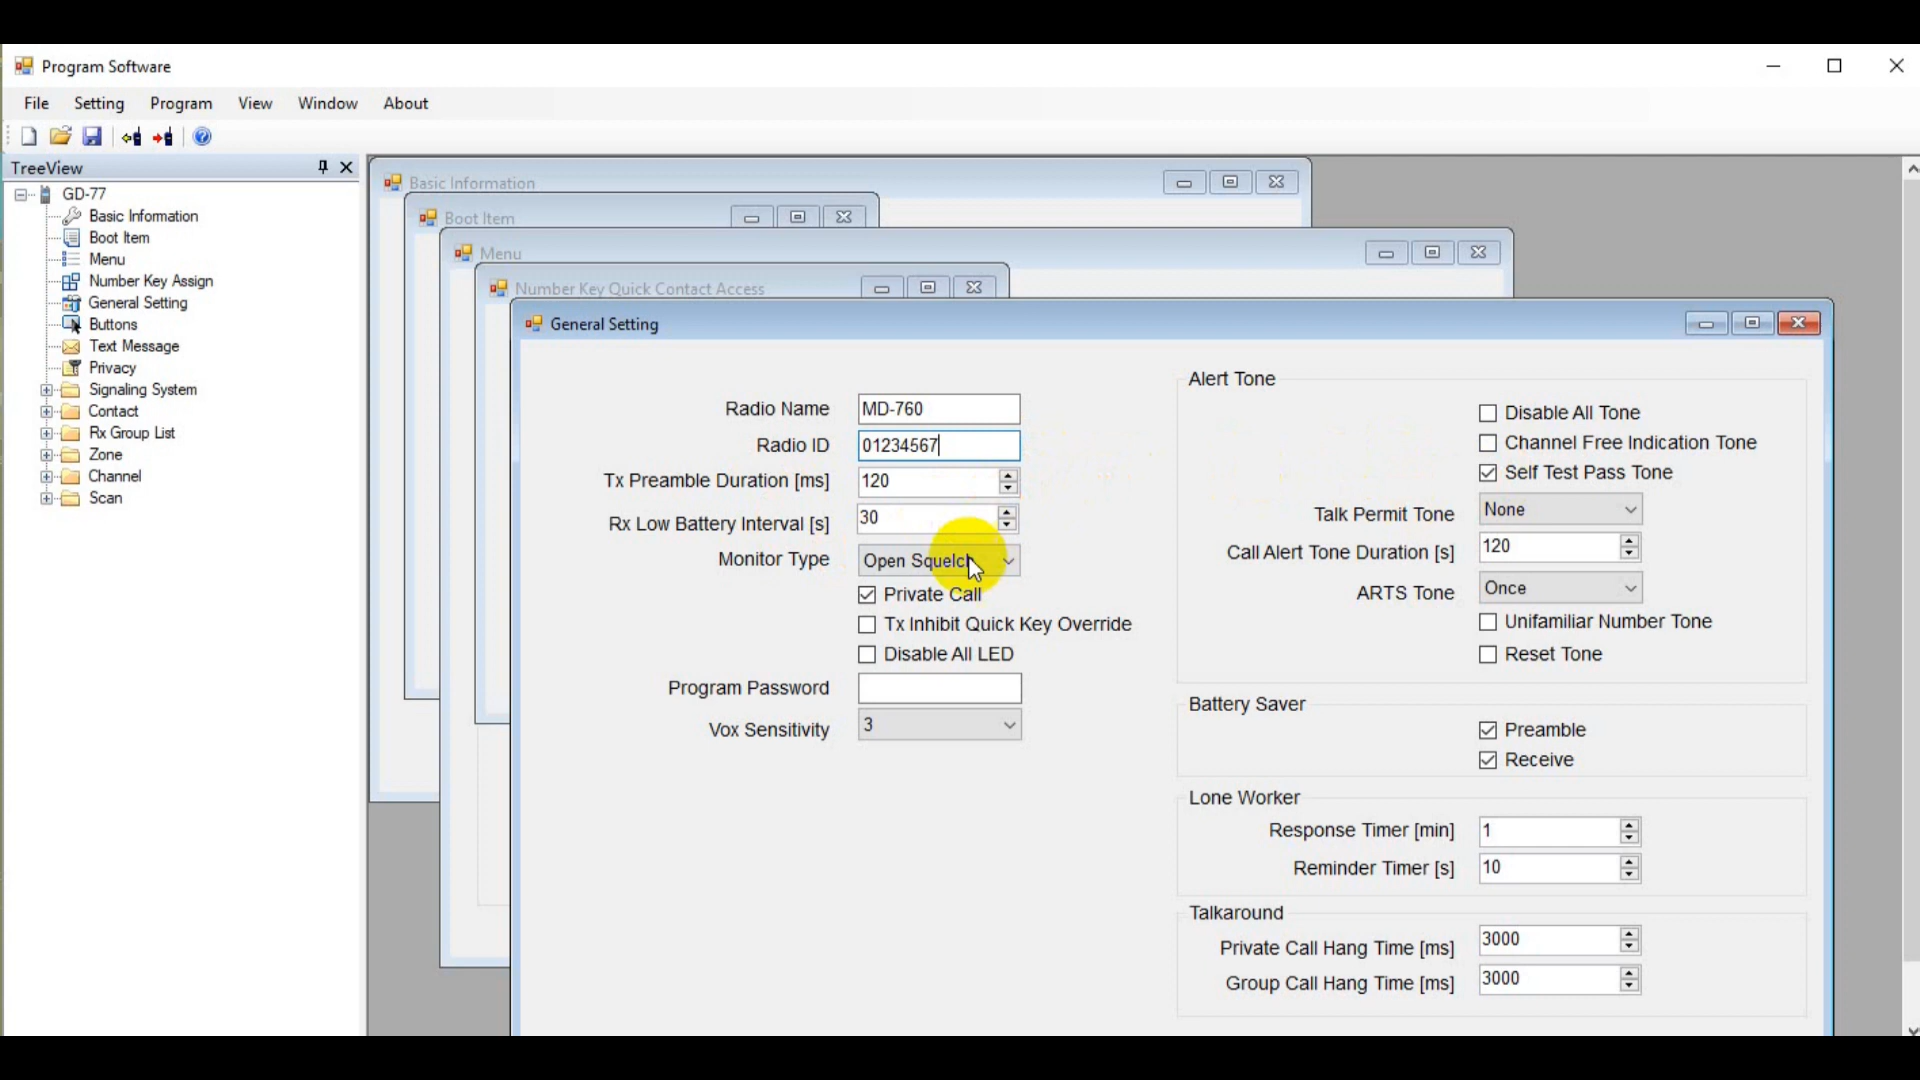 Program Software
File Setting Program View Window About
TreeView
GD-77
Basic Information
Boot Item
Menu
Number Key Assign
General Setting
Buttons
Text Message
Privacy
Signaling System
Contact
Rx Group List
Zone
Channel
Scan
Basic Information
Boot Item
Menu
Number Key Quick Contact Access
General Setting
Radio Name MD-760
Radio ID 01234567
Tx Preamble Duration [ms] 120
Rx Low Battery Interval [s] 30
Monitor Type Open Squelch
Private Call
Tx Inhibit Quick Key Override
Disable All LED
Program Password
Vox Sensitivity 3
Alert Tone
Disable All Tone
Channel Free Indication Tone
Self Test Pass Tone
Talk Permit Tone None
Call Alert Tone Duration [s] 120
ARTS Tone Once
Unifamiliar Number Tone
Reset Tone
Battery Saver
Preamble
Receive
Lone Worker
Response Timer [min] 1
Reminder Timer [s] 10
Talkaround
Private Call Hang Time [ms] 3000
Group Call Hang Time [ms] 3000